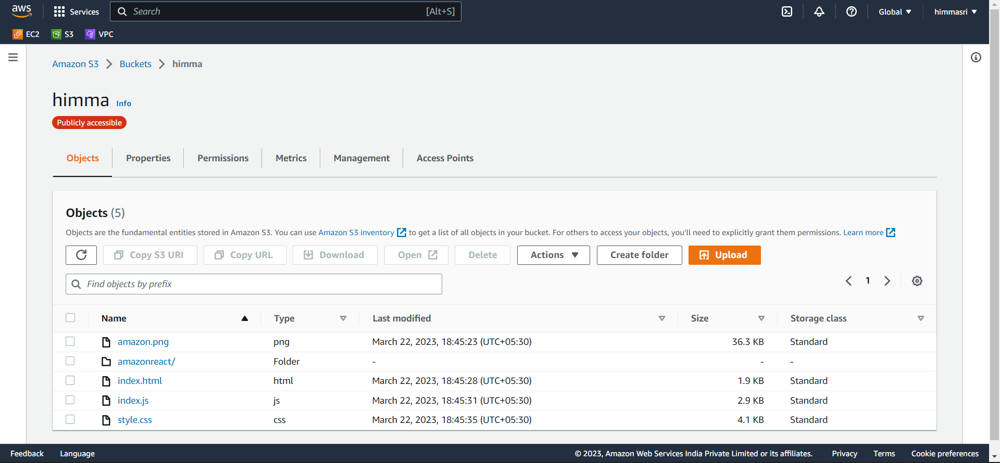 aws
Services
Search [Alt+S]
Global
himmasri
EC2 S3 VPC
Amazon S3 Buckets himma
himma Info
Publicly accessible
Objects Properties Permissions Metrics Management Access Points
Objects (5)
Objects are the fundamental entities stored in Amazon S3. You can use Amazon S3 inventory to get a list of all objects in your bucket. For others to access your objects, you’ll need to explicitly grant them permissions. Learn more
Copy S3 URI Copy URL Download Open Delete Actions Create folder Upload
Find objects by prefix
1
Name Type Last modified Size Storage class
amazon.png png March 22, 2023, 18:45:23 (UTC+05:30) 36.3 KB Standard
amazonreact/ Folder - - -
index.html html March 22, 2023, 18:45:28 (UTC+05:30) 1.9 KB Standard
index.js js March 22, 2023, 18:45:31 (UTC+05:30) 2.9 KB Standard
style.css css March 22, 2023, 18:45:35 (UTC+05:30) 4.1 KB Standard
Feedback Language © 2023, Amazon Web Services India Private Limited or its affiliates. Privacy Terms Cookie preferences